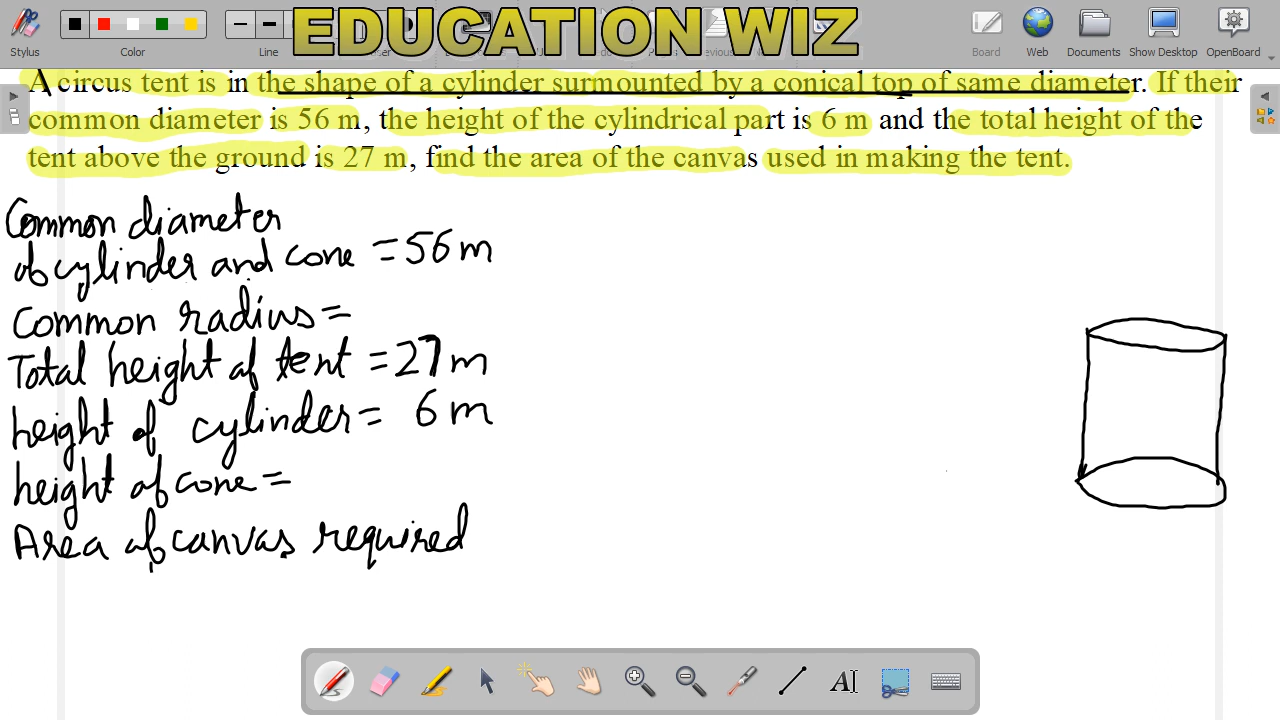 EDUCATION WIZ
Stylus
Color
Line
Board
Web
Documents
Show Desktop
OpenBoard
A circus tent is in the shape of a cylinder surmounted by a conical top of same diameter. If their
common diameter is 56 m, the height of the cylindrical part is 6 m and the total height of the
tent above the ground is 27 m, find the area of the canvas used in making the tent.
Common diameter
of cylinder and cone = 56 m
Common radius =
Total height of tent = 27 m
height of cylinder = 6 m
height of cone =
Area of canvas required